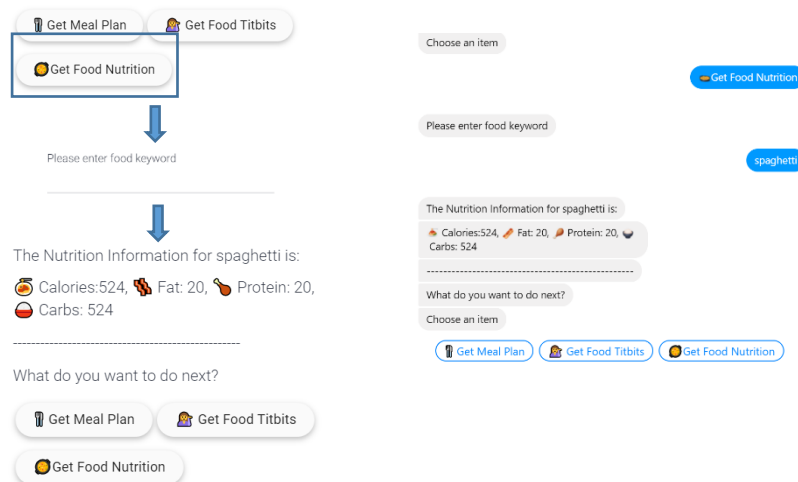 Get Meal Plan
Get Food Titbits
Get Food Nutrition
Please enter food keyword
The Nutrition Information for spaghetti is:
Calories:524, Fat: 20, Protein: 20,
Carbs: 524
--------------------------------------------------
What do you want to do next?
Get Meal Plan
Get Food Titbits
Get Food Nutrition
Choose an item
Get Food Nutrition
Please enter food keyword
spaghetti
The Nutrition Information for spaghetti is:
Calories:524, Fat: 20, Protein: 20,
Carbs: 524
--------------------------------------------------
What do you want to do next?
Choose an item
Get Meal Plan
Get Food Titbits
Get Food Nutrition